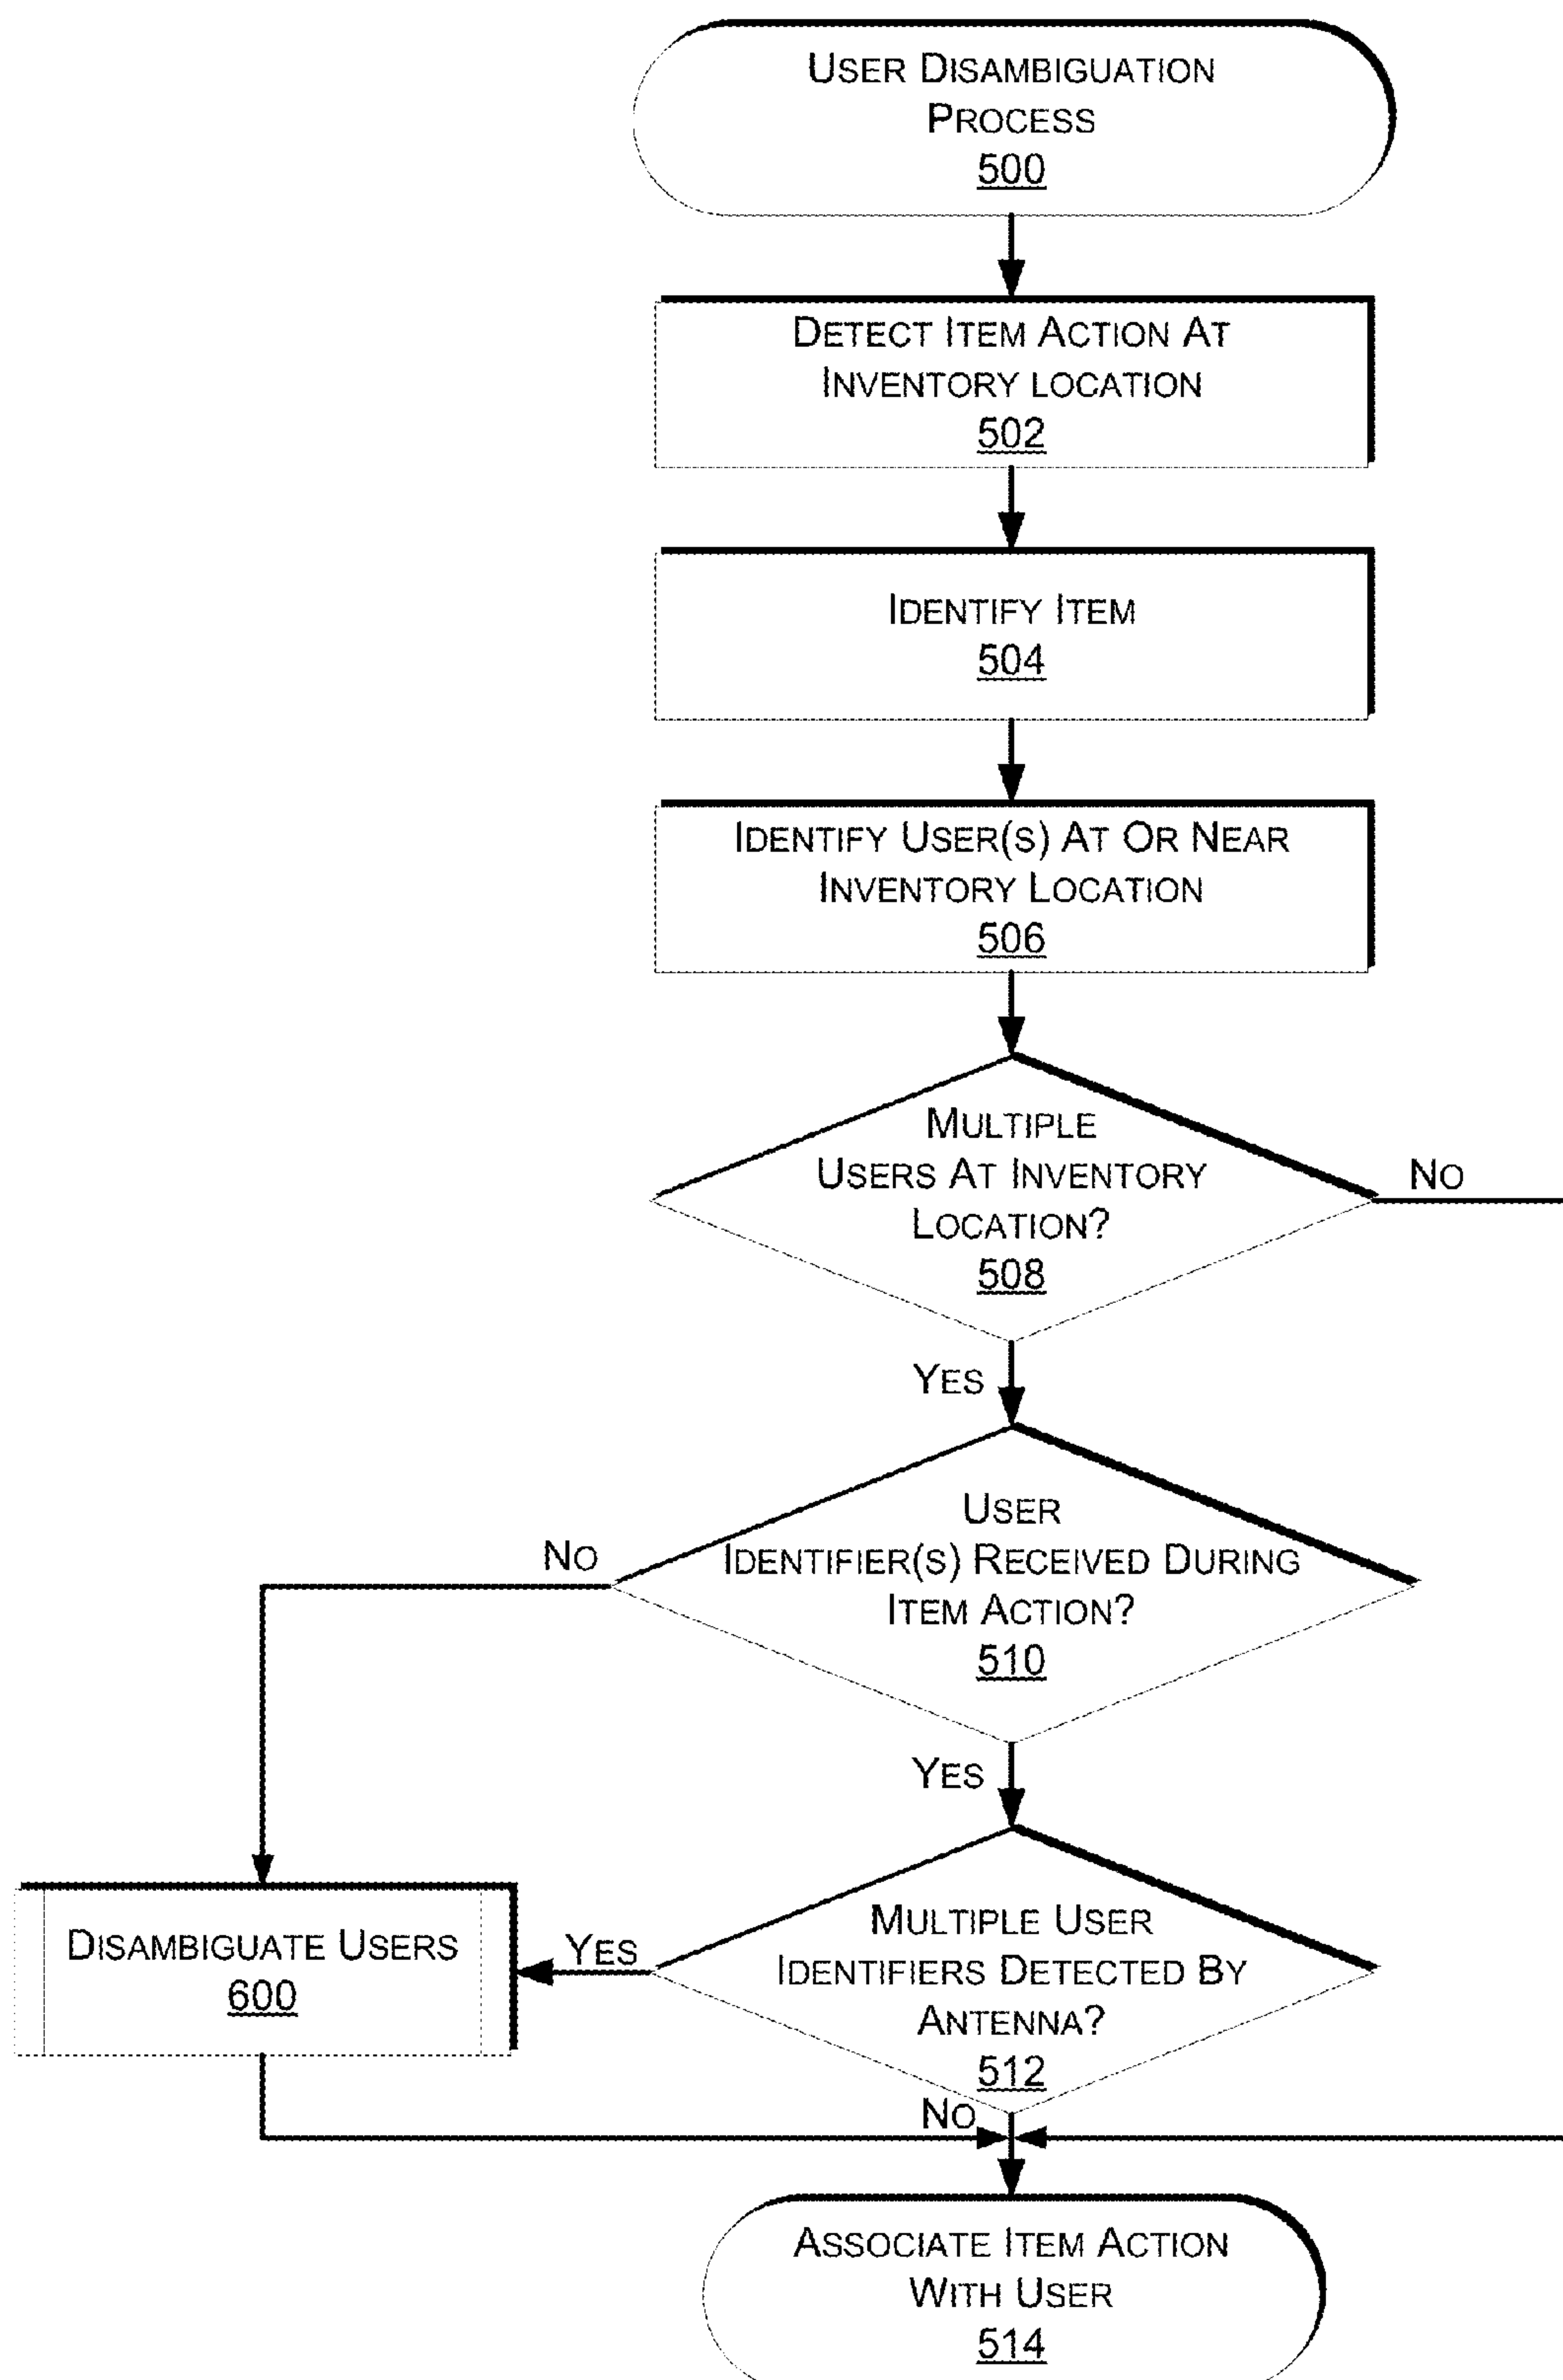 USER DISAMBIGUATION
PROCESS
500
DETECT ITEM ACTION AT
INVENTORY LOCATION
502
IDENTIFY ITEM
504
IDENTIFY USER(S) AT OR NEAR
INVENTORY LOCATION
506
MULTIPLE
USERS AT INVENTORY
LOCATION?
508
NO
YES
USER
IDENTIFIER(S) RECEIVED DURING
ITEM ACTION?
510
NO
YES
MULTIPLE USER
IDENTIFIERS DETECTED BY
ANTENNA?
512
YES
DISAMBIGUATE USERS
600
NO
ASSOCIATE ITEM ACTION
WITH USER
514